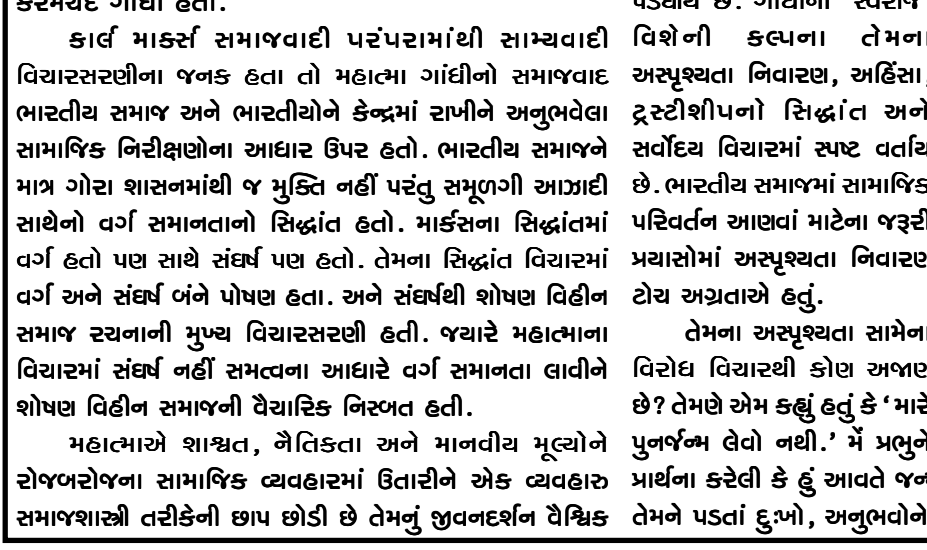 કરમચંદ ગાંધી હતા.
કાર્લ માર્ક્સ સમાજવાદી પરંપરામાંથી સામ્યવાદી
વિચારસરણીના જનક હતા તો મહાત્મા ગાંધીનો સમાજવાદ
ભારતીય સમાજ અને ભારતીયોને કેન્દ્રમાં રાખીને અનુભવેલા
સામાજિક નિરીક્ષણોના આધાર ઉપર હતો. ભારતીય સમાજને
માત્ર ગોરા શાસનમાંથી જ મુક્તિ નહીં પરંતુ સમૂળગી આઝાદી
સાથેનો વર્ગ સમાનતાનો સિદ્ધાંત હતો. માર્કસના સિદ્ધાંતમાં
વર્ગ હતો પણ સાથે સંઘર્ષ પણ હતો. તેમના સિદ્ધાંત વિચારમાં
વર્ગ અને સંઘર્ષ બંને પોષણ હતા. અને સંઘર્ષથી શોષણ વિહીન
સમાજ રચનાની મુખ્ય વિચારસરણી હતી. જયારે મહાત્માના
વિચારમાં સંઘર્ષ નહીં સમત્વના આધારે વર્ગ સમાનતા લાવીને
શોષણ વિહીન સમાજની વૈચારિક નિસ્બત હતી.
મહાત્માએ શાશ્વત, નૈતિકતા અને માનવીય મૂલ્યોને
રોજબરોજના સામાજિક વ્યવહારમાં ઉતારીને એક વ્યવહારુ
સમાજશાસ્ત્રી તરીકેની છાપ છોડી છે તેમનું જીવનદર્શન વૈશ્વિક
છે. ગાંધીના સ્વરાજ
વિશેની કલ્પના તેમના
અસ્પૃશ્યતા નિવારણ, અહિંસા,
ટ્રસ્ટીશીપનો સિદ્ધાંત અને
સર્વોદય વિચારમાં સ્પષ્ટ વર્તાય
છે. ભારતીય સમાજમાં સામાજિક
પરિવર્તન આણવાં માટેના જરૂરી
પ્રયાસોમાં અસ્પૃશ્યતા નિવારણ
ટોચ અગ્રતાએ હતું.
તેમના અસ્પૃશ્યતા સામેના
વિરોધ વિચારથી કોણ અજાણ
છે? તેમણે એમ કહ્યું હતું કે ‘મારે
પુનર્જન્મ લેવો નથી.’ મેં પ્રભુને
પ્રાર્થના કરેલી કે હું આવતે જન્
તેમને પડતાં દુઃખો, અનુભવોને